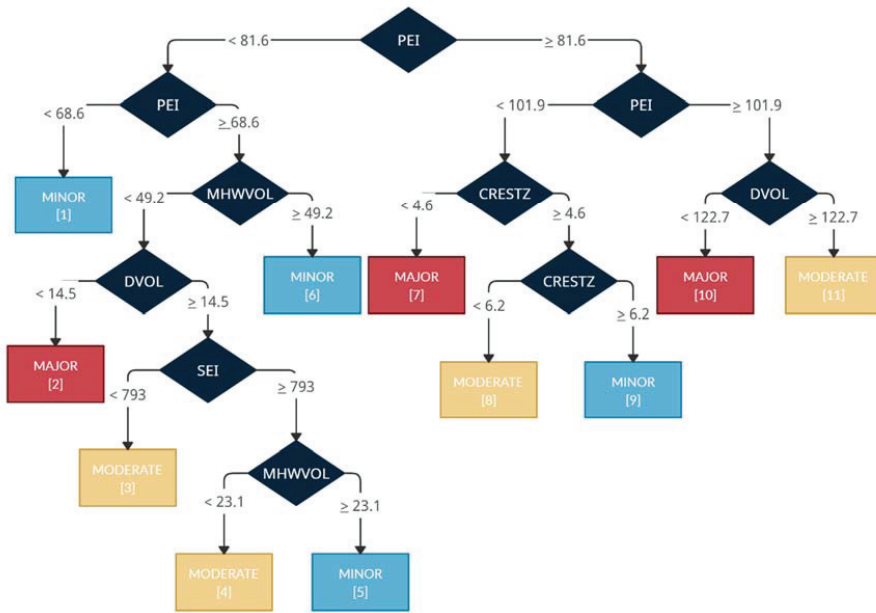 PEI
< 81.6
≥ 81.6
PEI
PEI
< 68.6
≥ 68.6
< 101.9
≥ 101.9
MINOR
[1]
MHWVOL
CRESTZ
DVOL
< 49.2
≥ 49.2
< 4.6
≥ 4.6
< 122.7
≥ 122.7
DVOL
MINOR
[6]
MAJOR
[7]
CRESTZ
MAJOR
[10]
MODERATE
[11]
< 14.5
≥ 14.5
< 6.2
≥ 6.2
MAJOR
[2]
SEI
MODERATE
[8]
MINOR
[9]
< 793
≥ 793
MODERATE
[3]
MHWVOL
< 23.1
≥ 23.1
MODERATE
[4]
MINOR
[5]